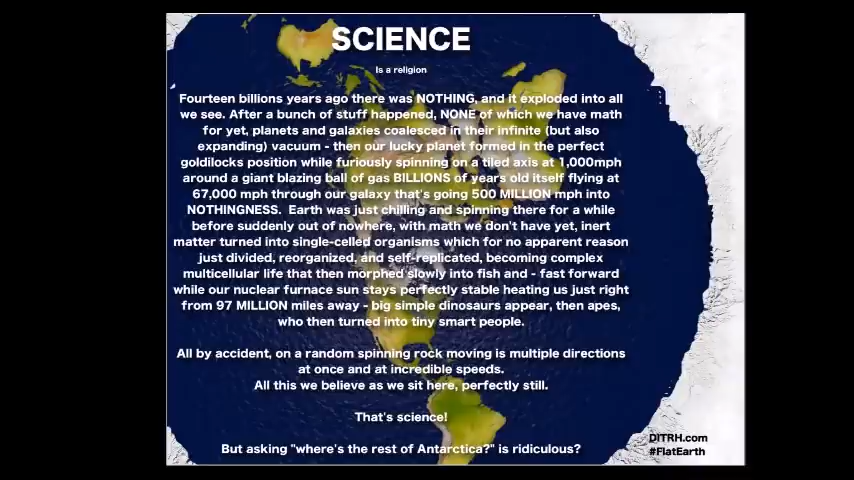 SCIENCE
Is a religion
Fourteen billions years ago there was NOTHING, and it exploded into all
we see. After a bunch of stuff happened, NONE of which we have math
for yet, planets and galaxies coalesced in their infinite (but also
expanding) vacuum - then our lucky planet formed in the perfect
goldilocks position while furiously spinning on a tiled axis at 1,000mph
around a giant blazing ball of gas BILLIONS of years old itself flying at
67,000 mph through our galaxy that's going 500 MILLION mph into
NOTHINGNESS. Earth was just chilling and spinning there for a while
before suddenly out of nowhere, with math we don't have yet, inert
matter turned into single-celled organisms which for no apparent reason
just divided, reorganized, and self-replicated, becoming complex
multicellular life that then morphed slowly into fish and - fast forward
while our nuclear furnace sun stays perfectly stable heating us just right
from 97 MILLION miles away - big simple dinosaurs appear, then apes,
who then turned into tiny smart people.
All by accident, on a random spinning rock moving is multiple directions
at once and at incredible speeds.
All this we believe as we sit here, perfectly still.
That's science!
But asking "where's the rest of Antarctica?" is ridiculous?
DITRH.com
#FlatEarth